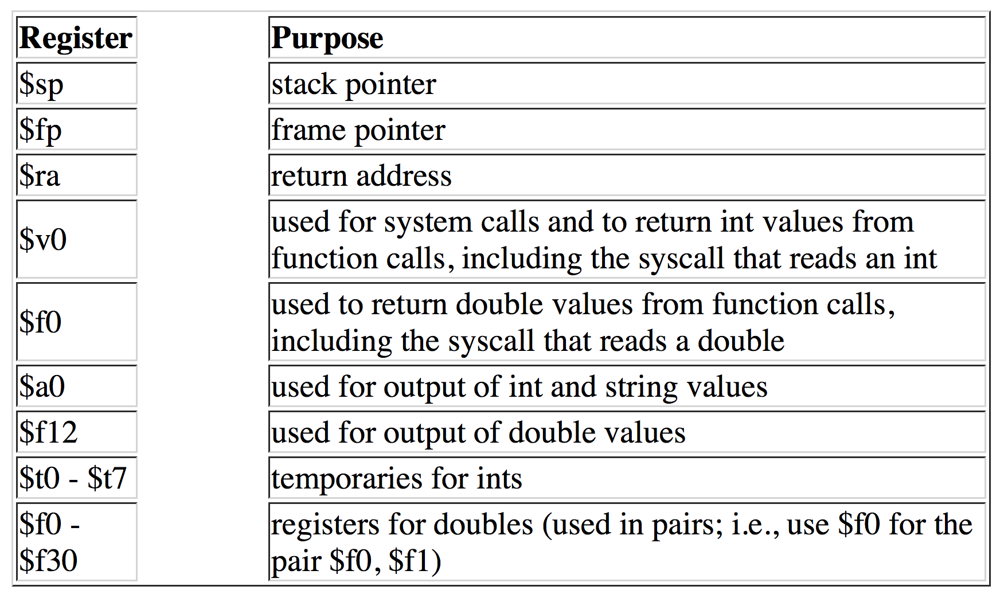 Register Purpose
$sp stack pointer
$fp frame pointer
$ra return address
$v0 used for system calls and to return int values from
function calls, including the syscall that reads an int
$f0 used to return double values from function calls,
including the syscall that reads a double
$a0 used for output of int and string values
$f12 used for output of double values
$t0 - $t7 temporaries for ints
$f0 - registers for doubles (used in pairs; i.e., use $f0 for the
$f30 pair $f0, $f1)